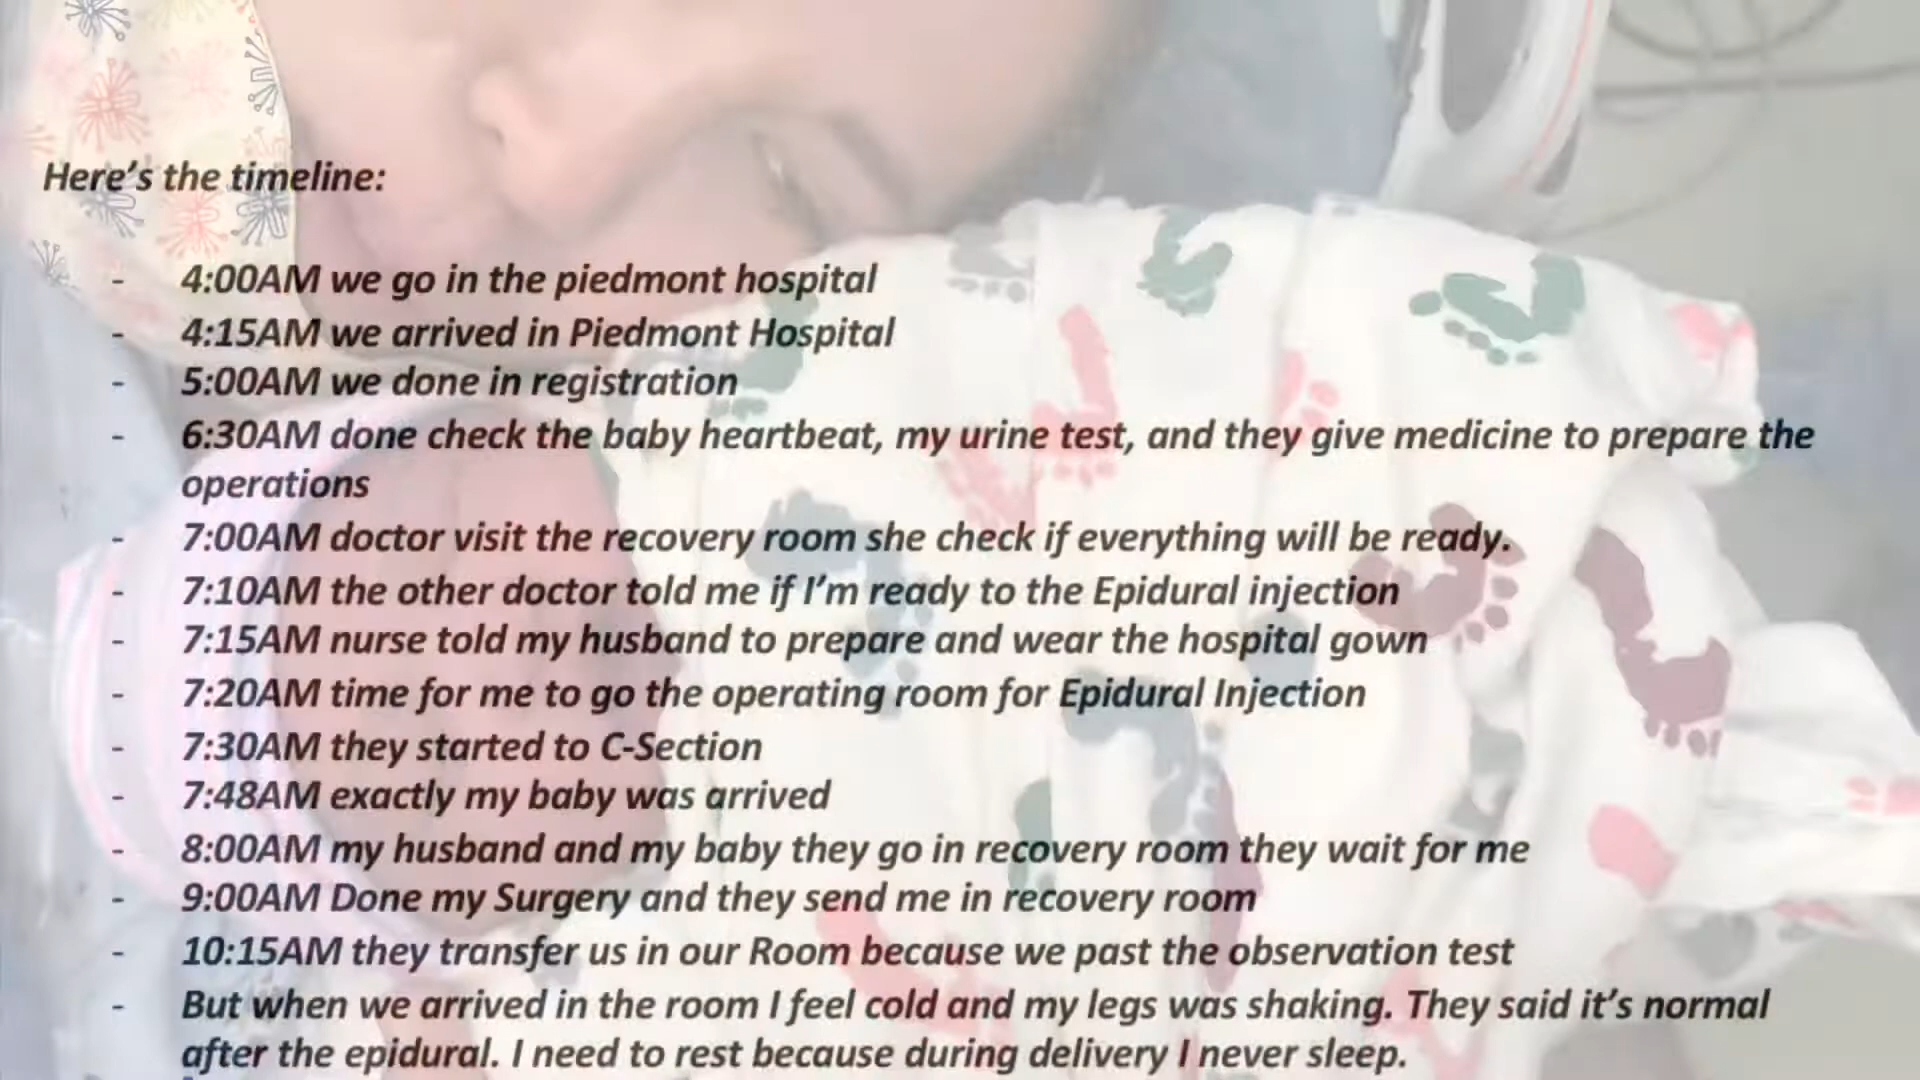 Here's the timeline:
- 4:00AM we go in the piedmont hospital
- 4:15AM we arrived in Piedmont Hospital
- 5:00AM we done in registration
- 6:30AM done check the baby heartbeat, my urine test, and they give medicine to prepare the
operations
- 7:00AM doctor visit the recovery room she check if everything will be ready.
- 7:10AM the other doctor told me if I'm ready to the Epidural injection
- 7:15AM nurse told my husband to prepare and wear the hospital gown
- 7:20AM time for me to go the operating room for Epidural Injection
- 7:30AM they started to C-Section
- 7:48AM exactly my baby was arrived
- 8:00AM my husband and my baby they go in recovery room they wait for me
- 9:00AM Done my Surgery and they send me in recovery room
- 10:15AM they transfer us in our Room because we past the observation test
- But when we arrived in the room I feel cold and my legs was shaking. They said it's normal
after the epidural. I need to rest because during delivery I never sleep.